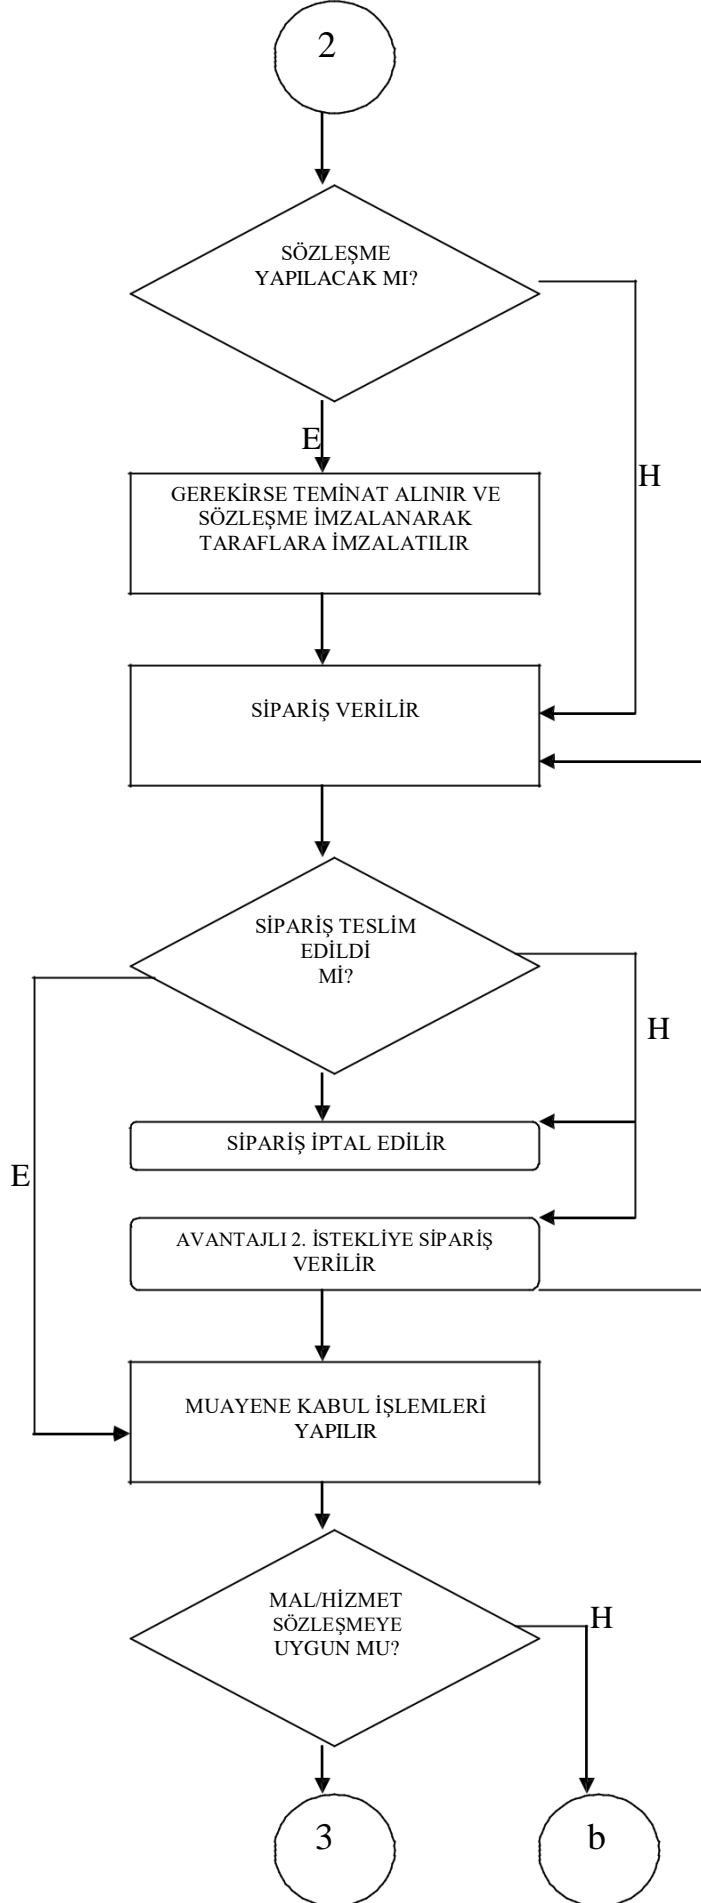 2
SÖZLEŞME
YAPILACAK MI?
E
H
GEREKİRSE TEMİNAT ALINIR VE
SÖZLEŞME İMZALANARAK
TARAFLARA İMZALATILIR
SİPARİŞ VERİLİR
SİPARİŞ TESLİM
EDİLDİ
Mİ?
H
SİPARİŞ İPTAL EDİLİR
E
AVANTAJLI 2. İSTEKLİYE SİPARİŞ
VERİLİR
MUAYENE KABUL İŞLEMLERİ
YAPILIR
MAL/HİZMET
SÖZLEŞMEYE
UYGUN MU?
H
3
b